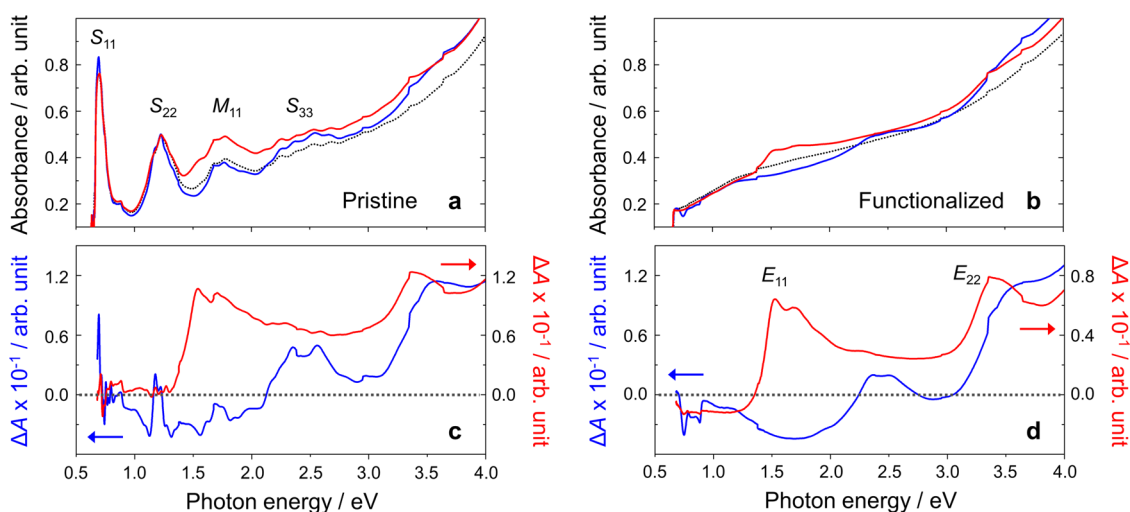 Absorbance / arb. unit
0.8
0.6
0.4
0.2
S11
S22
M11
S33
Pristine
a
Absorbance / arb. unit
0.8
0.6
0.4
0.2
Functionalized
b
ΔA x 10-1 / arb. unit
1.2
0.6
0.0
c
1.2
0.6
0.0
ΔA x 10-1 / arb. unit
0.5
1.0
1.5
2.0
2.5
3.0
3.5
4.0
Photon energy / eV
ΔA x 10-1 / arb. unit
1.2
0.6
0.0
E11
E22
d
0.8
0.4
0.0
ΔA x 10-1 / arb. unit
0.5
1.0
1.5
2.0
2.5
3.0
3.5
4.0
Photon energy / eV